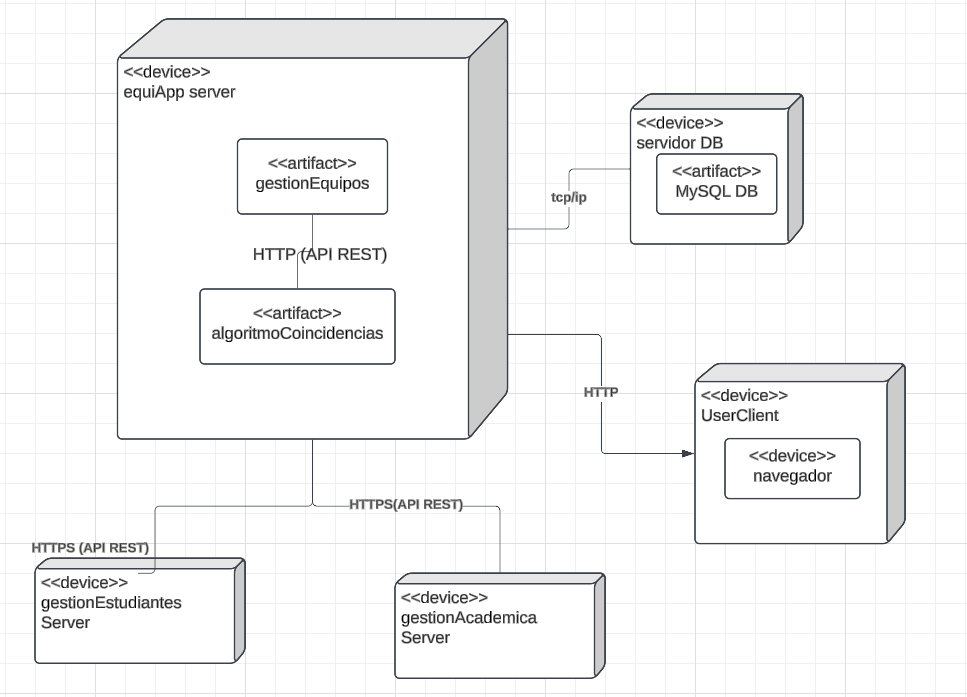 <<device>>
equiApp server
<<artifact>>
gestionEquipos
HTTP (API REST)
<<artifact>>
algoritmoCoincidencias
tcp/ip
<<device>>
servidor DB
<<artifact>>
MySQL DB
HTTP
<<device>>
UserClient
<<device>>
navegador
HTTPS (API REST)
HTTPS(API REST)
<<device>>
gestionEstudiantes
Server
<<device>>
gestionAcademica
Server